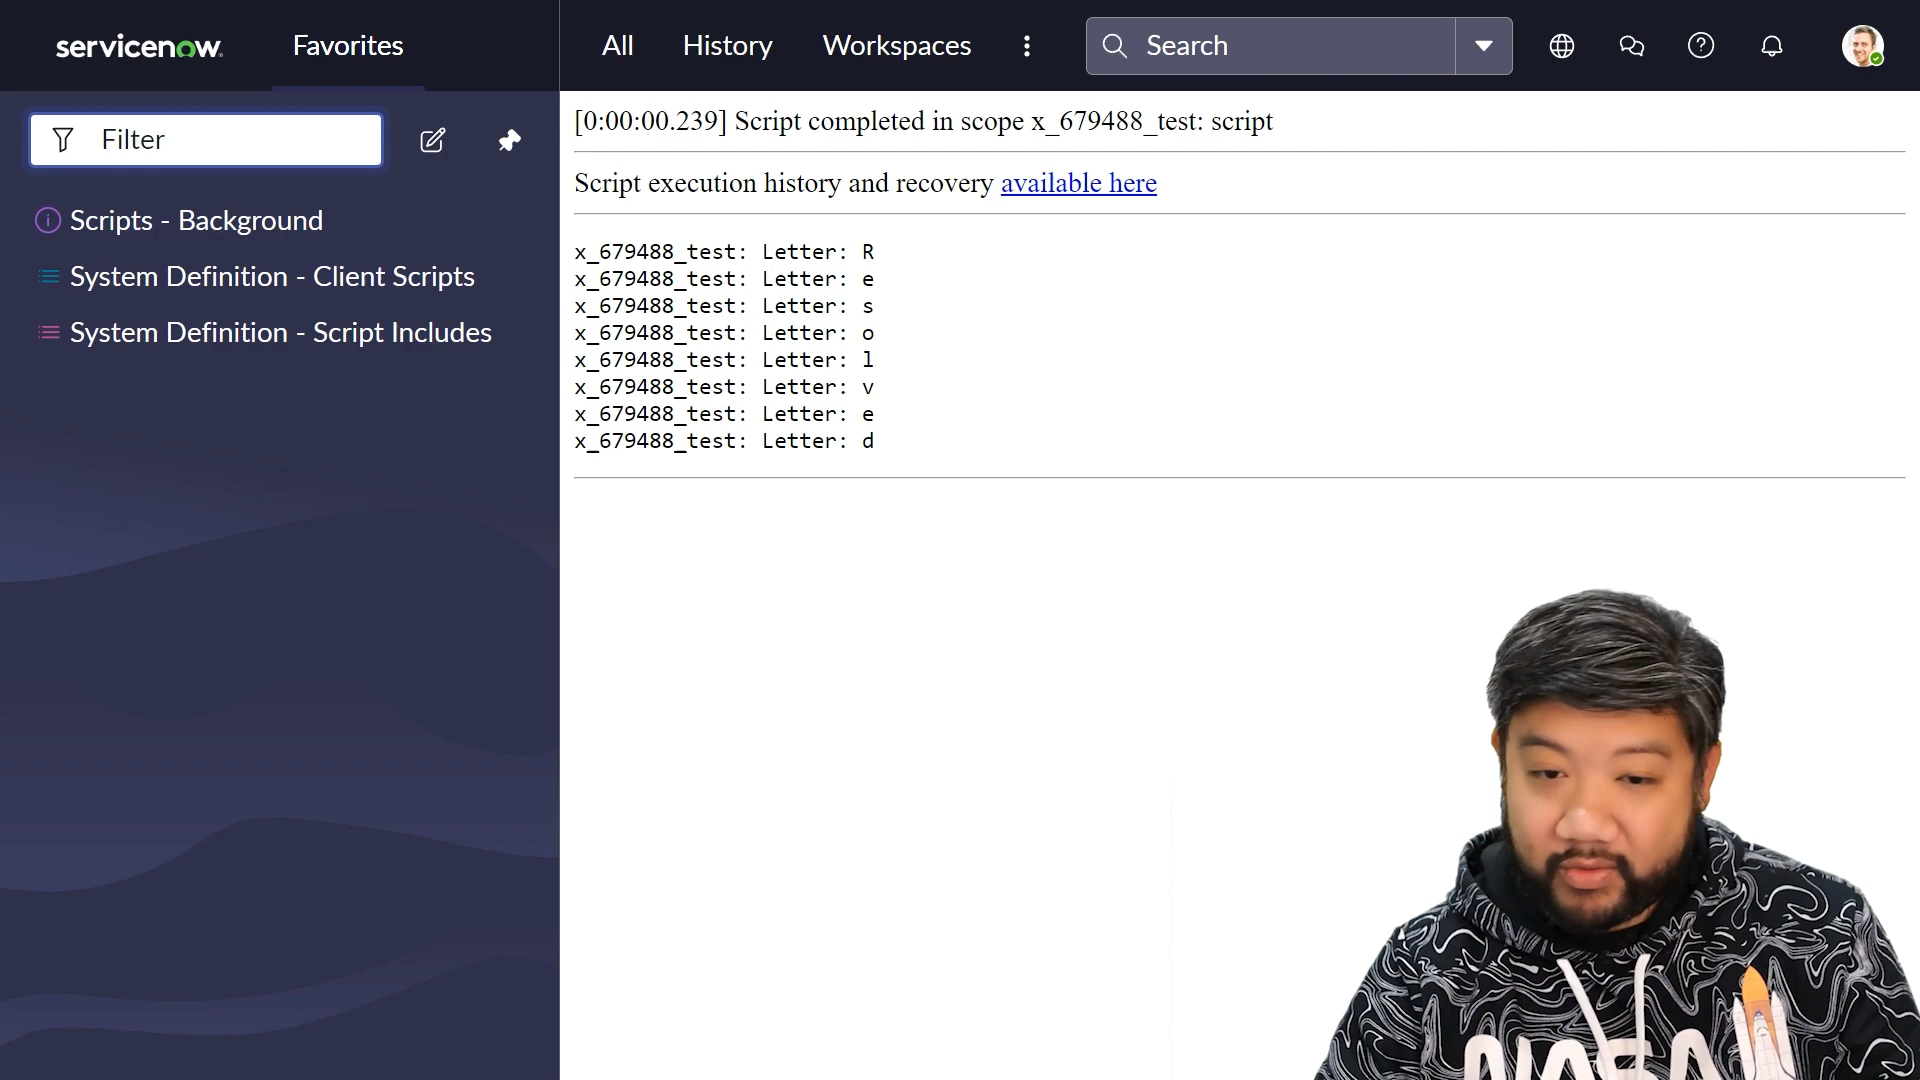 servicenow.
Favorites
All
History
Workspaces
Search
Filter
Scripts - Background
System Definition - Client Scripts
System Definition - Script Includes
[0:00:00.239] Script completed in scope x_679488_test: script
Script execution history and recovery available here
x_679488_test: Letter: R
x_679488_test: Letter: e
x_679488_test: Letter: s
x_679488_test: Letter: o
x_679488_test: Letter: l
x_679488_test: Letter: v
x_679488_test: Letter: e
x_679488_test: Letter: d
NASA